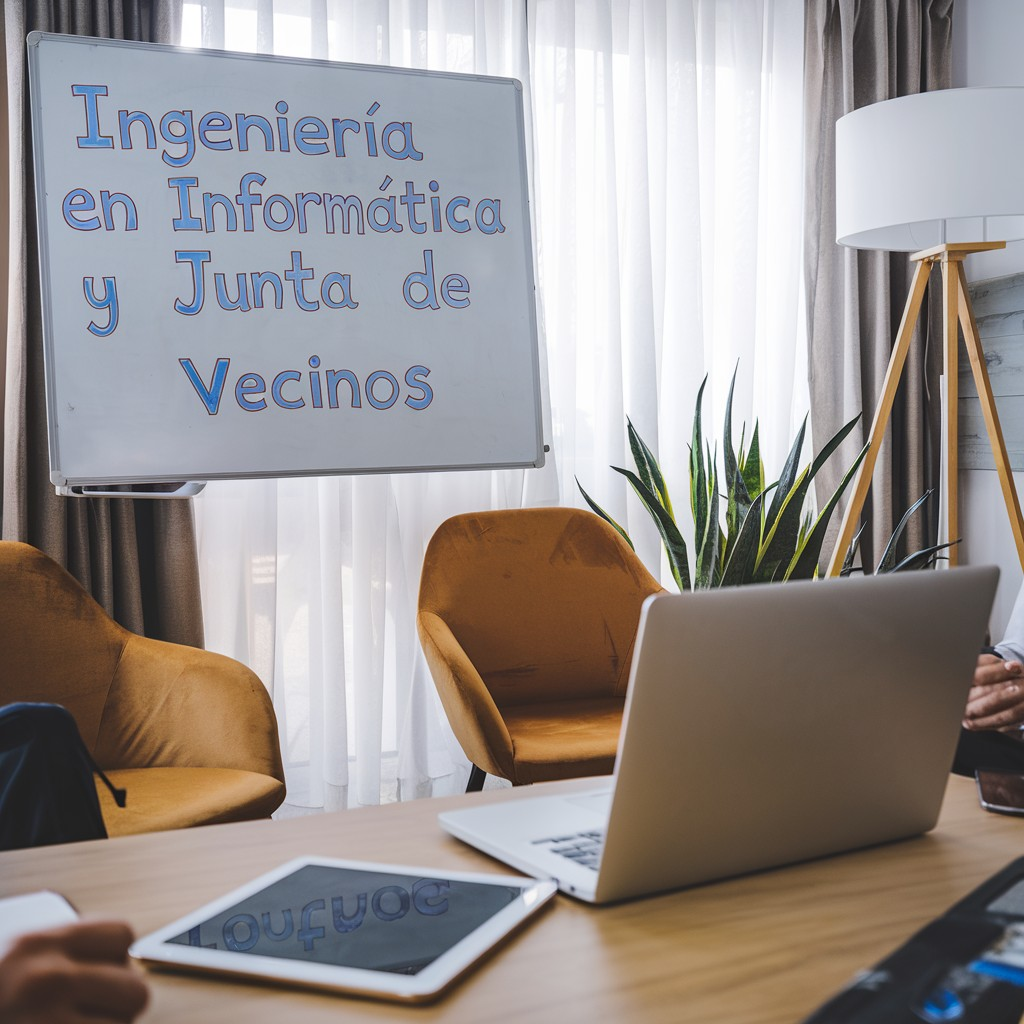 Ingeniería
en Informática
y Junta de
Vecinos